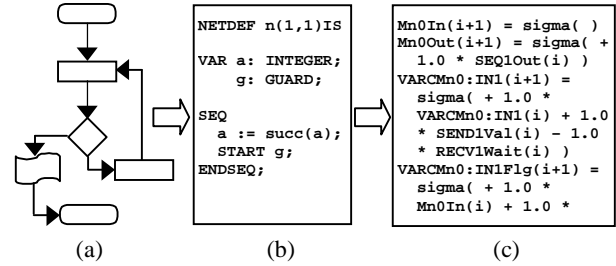 NETDEF n(1,1)IS
VAR a: INTEGER;
g: GUARD;
SEQ
a := succ(a);
START g;
ENDSEQ;
Mn0In(i+1) = sigma( )
Mn0Out(i+1) = sigma( +
1.0 * SEQ1Out(i) )
VARCMn0:IN1(i+1) =
sigma( + 1.0 *
VARCMn0:IN1(i) + 1.0
* SEND1Val(i) – 1.0
* RECV1Wait(i) )
VARCMn0:IN1Flg(i+1) =
sigma( + 1.0 *
Mn0In(i) + 1.0 *
(a)
(b)
(c)